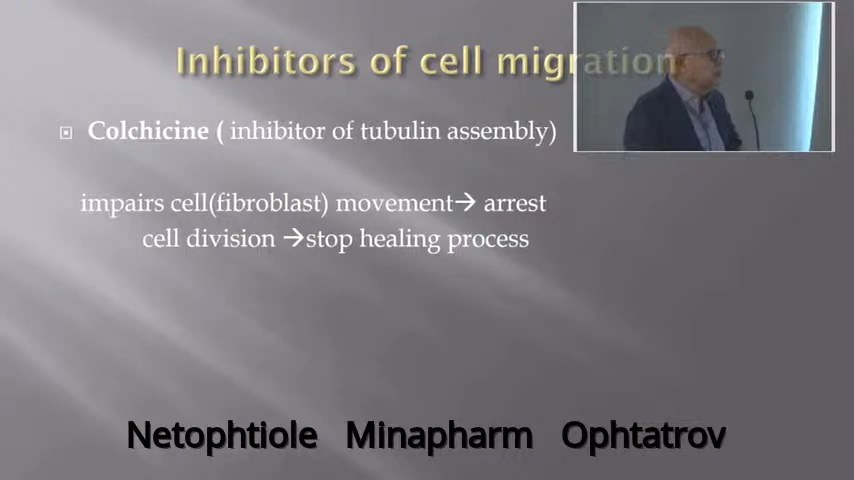 Inhibitors of cell migration
Colchicine ( inhibitor of tubulin assembly)
impairs cell(fibroblast) movement→ arrest
cell division →stop healing process
Netophtiole Minapharm Ophtatrov